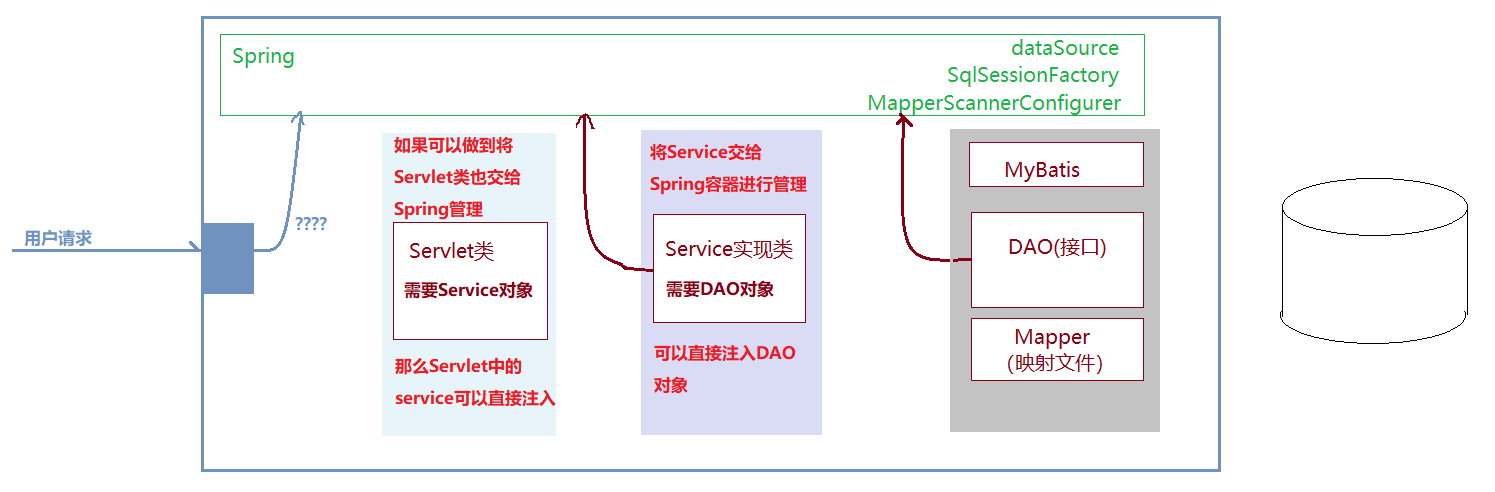 Spring
dataSource
SqlSessionFactory
MapperScannerConfigurer
用户请求
????
如果可以做到将
Servlet类也交给
Spring管理
Servlet类
需要Service对象
那么Servlet中的
service可以直接注入
将Service交给
Spring容器进行管理
Service实现类
需要DAO对象
可以直接注入DAO
对象
MyBatis
DAO(接口)
Mapper
(映射文件)